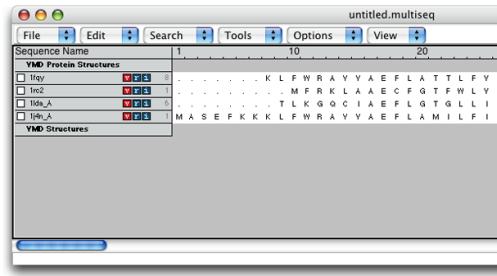 untitled.multiseq
File Edit Search Tools Options View
Sequence Name 1 10 20
VMD Protein Structures
1fqy v r i 8 . . . . . . . K L F W R A V V A E F L A T T L F V
1rc2 v r i 1 . . . . . . . . . M F R K L A A E C F G T F W L V
1lda_A v r i 6 . . . . . . . . T L K G Q C I A E F L G T G L L I
1j4n_A v r i 1 M A S E F K K K L F W R A V V A E F L A M I L F I
VMD Structures